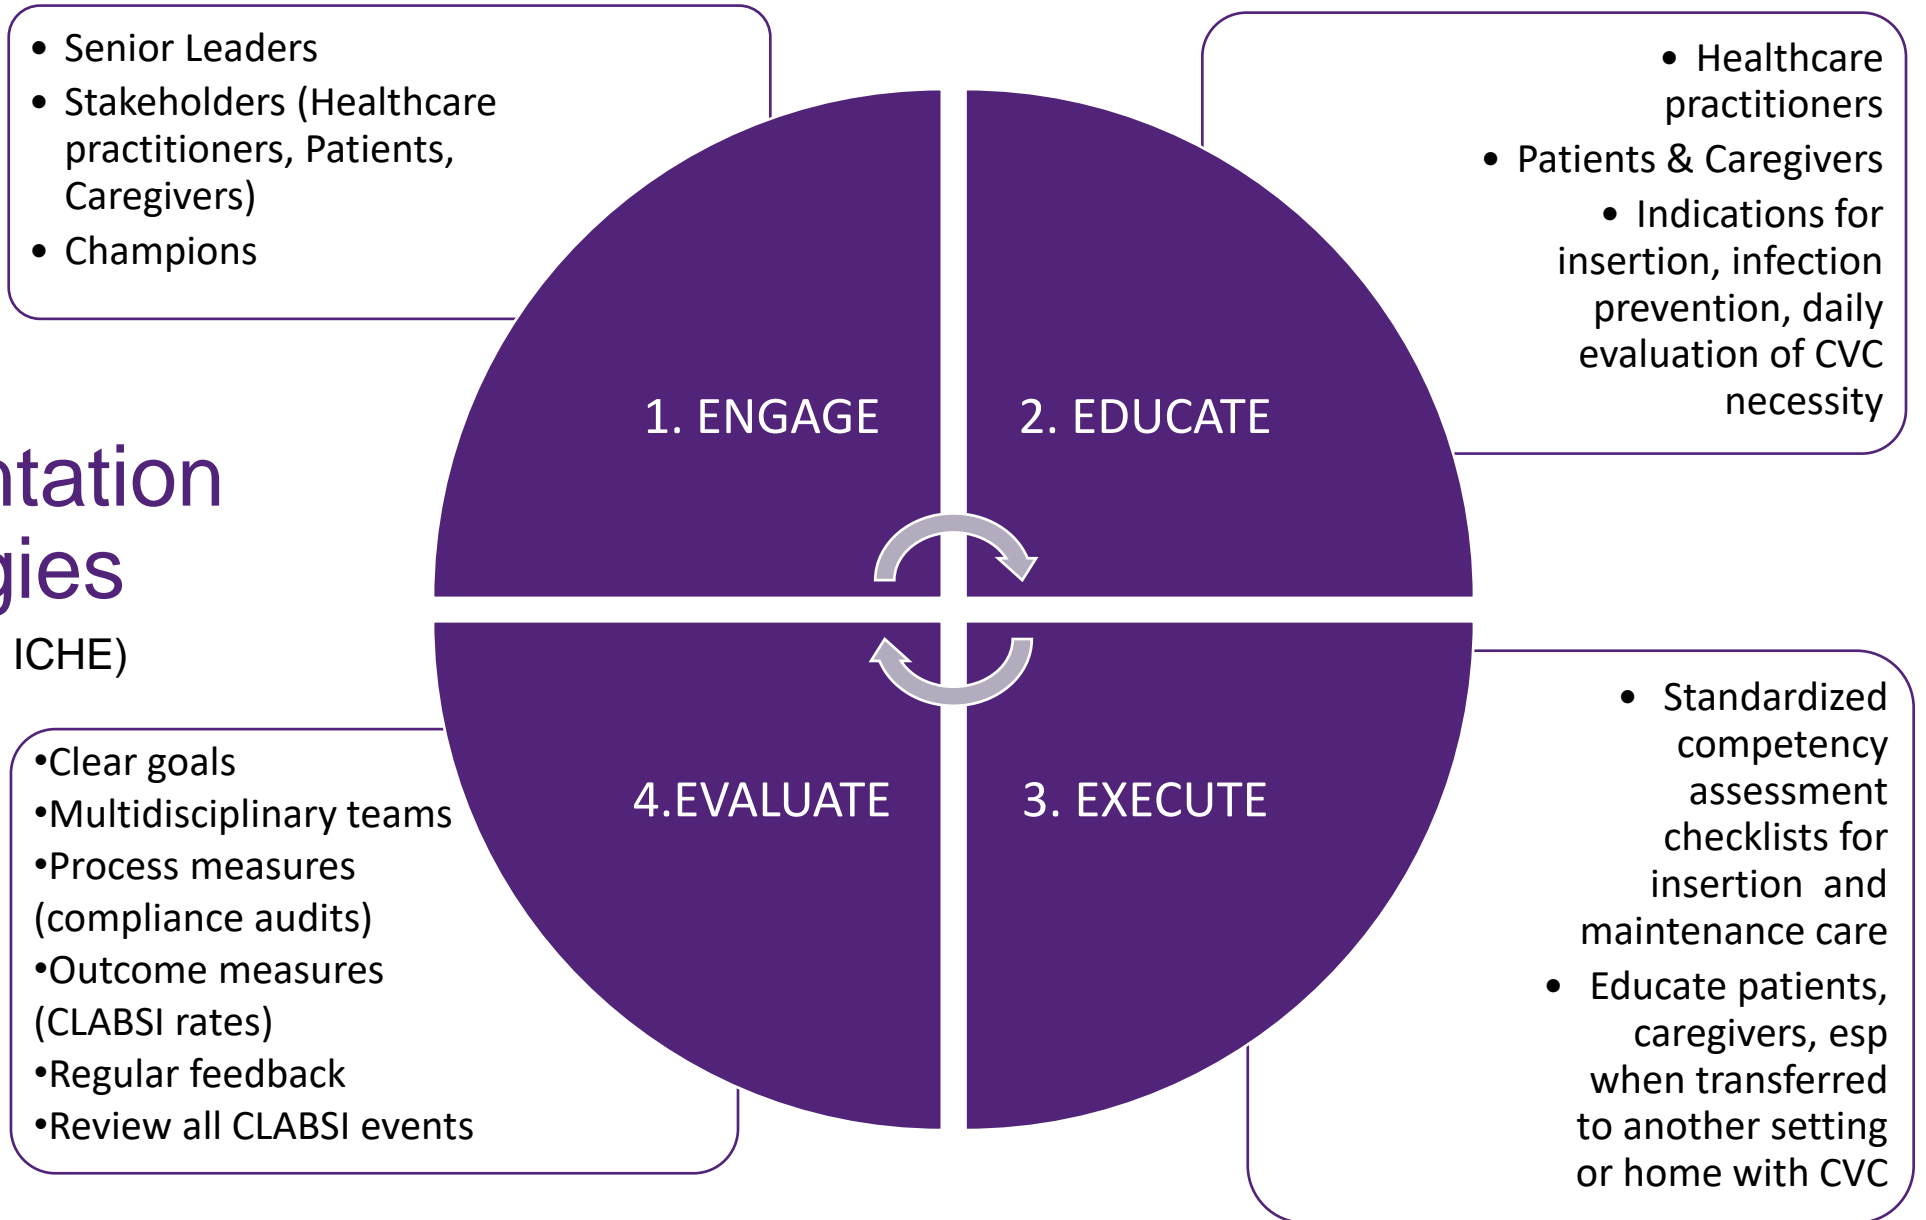 • Senior Leaders
• Stakeholders (Healthcare
practitioners, Patients,
Caregivers)
• Champions
• Healthcare
practitioners
• Patients & Caregivers
• Indications for
insertion, infection
prevention, daily
evaluation of CVC
necessity
1. ENGAGE
2. EDUCATE
ntation
gies
ICHE)
4.EVALUATE
3. EXECUTE
•Clear goals
•Multidisciplinary teams
•Process measures
(compliance audits)
•Outcome measures
(CLABSI rates)
•Regular feedback
•Review all CLABSI events
• Standardized
competency
assessment
checklists for
insertion and
maintenance care
• Educate patients,
caregivers, esp
when transferred
to another setting
or home with CVC